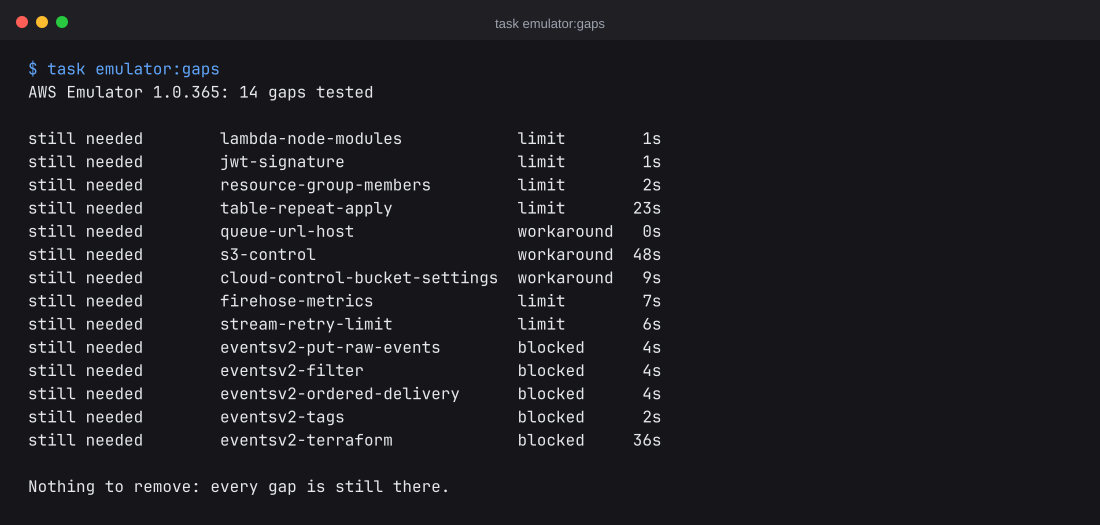 task emulator:gaps
$ task emulator:gaps
AWS Emulator 1.0.365: 14 gaps tested
still needed lambda-node-modules limit 1s
still needed jwt-signature limit 1s
still needed resource-group-members limit 2s
still needed table-repeat-apply limit 23s
still needed queue-url-host workaround 0s
still needed s3-control workaround 48s
still needed cloud-control-bucket-settings workaround 9s
still needed firehose-metrics limit 7s
still needed stream-retry-limit limit 6s
still needed eventsv2-put-raw-events blocked 4s
still needed eventsv2-filter blocked 4s
still needed eventsv2-ordered-delivery blocked 4s
still needed eventsv2-tags blocked 2s
still needed eventsv2-terraform blocked 36s
Nothing to remove: every gap is still there.